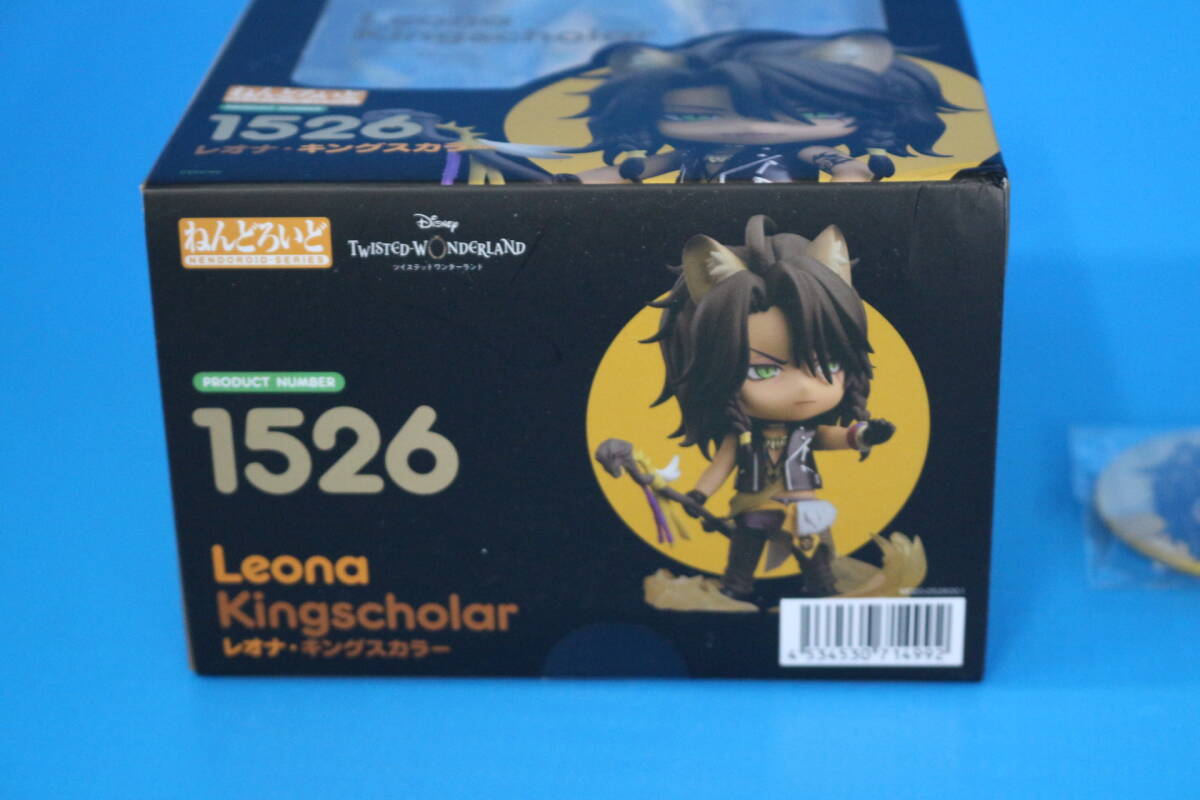 Leona
Kingscholar
ねんどろいど
1526
レオナ・キングスカラー
ねんどろいど
NENDOROID-SERIES
Disney
TWISTED-WONDERLAND
ツイステッドワンダーランド
PRODUCT NUMBER
1526
Leona
Kingscholar
レオナ・キングスカラー
4 534530 714992